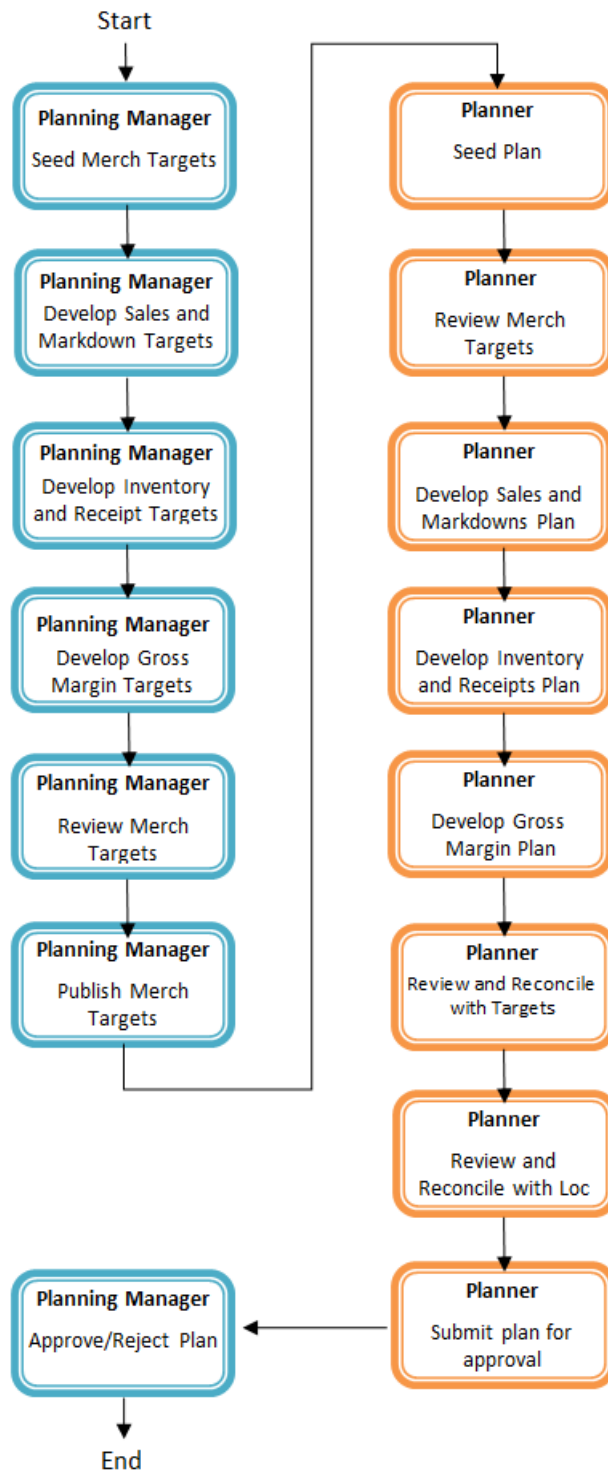 Start
Planning Manager
Seed Merch Targets
Planning Manager
Develop Sales and
Markdown Targets
Planning Manager
Develop Inventory
and Receipt Targets
Planning Manager
Develop Gross
Margin Targets
Planning Manager
Review Merch
Targets
Planning Manager
Publish Merch
Targets
Planner
Seed Plan
Planner
Review Merch
Targets
Planner
Develop Sales and
Markdowns Plan
Planner
Develop Inventory
and Receipts Plan
Planner
Develop Gross
Margin Plan
Planner
Review and Reconcile
with Targets
Planner
Review and
Reconcile with Loc
Planner
Submit plan for
approval
Planning Manager
Approve/Reject Plan
End